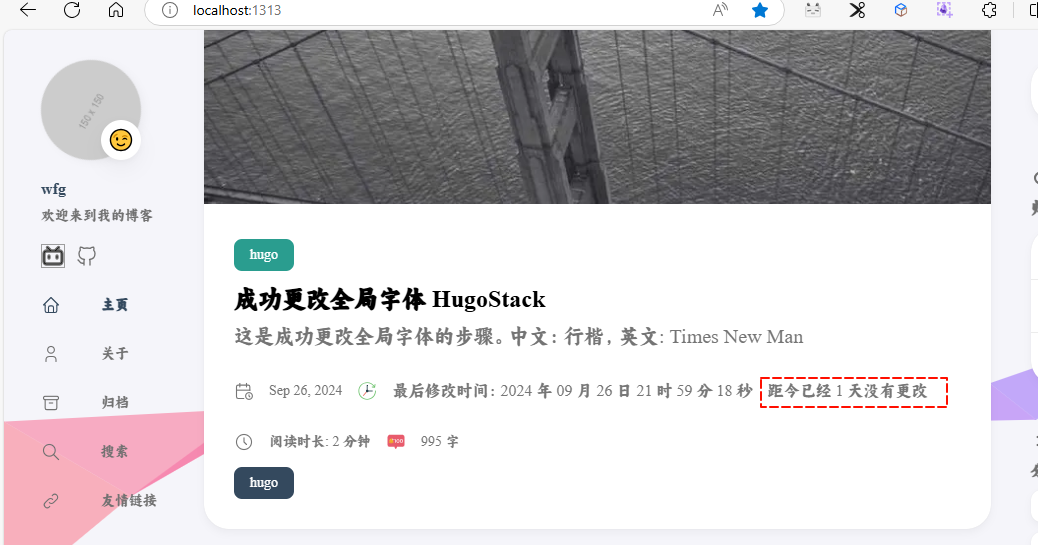 localhost:1313
150 x 150
wfg
欢迎来到我的博客
主页
关于
归档
搜索
友情链接
hugo
成功更改全局字体 HugoStack
这是成功更改全局字体的步骤。中文：行楷，英文: Times New Man
Sep 26, 2024 最后修改时间: 2024 年 09 月 26 日 21 时 59 分 18 秒 距今已经 1 天没有更改
阅读时长: 2 分钟 995 字
hugo